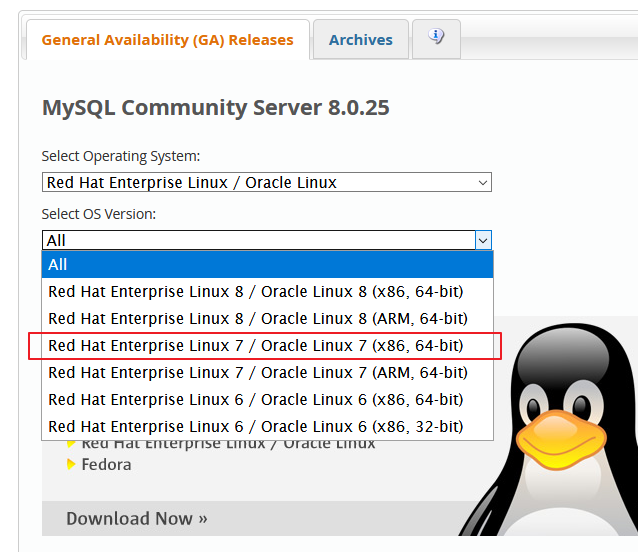 General Availability (GA) Releases
Archives
MySQL Community Server 8.0.25
Select Operating System:
Red Hat Enterprise Linux / Oracle Linux
Select OS Version:
All
All
Red Hat Enterprise Linux 8 / Oracle Linux 8 (x86, 64-bit)
Red Hat Enterprise Linux 8 / Oracle Linux 8 (ARM, 64-bit)
Red Hat Enterprise Linux 7 / Oracle Linux 7 (x86, 64-bit)
Red Hat Enterprise Linux 7 / Oracle Linux 7 (ARM, 64-bit)
Red Hat Enterprise Linux 6 / Oracle Linux 6 (x86, 64-bit)
Red Hat Enterprise Linux 6 / Oracle Linux 6 (x86, 32-bit)
Red Hat Enterprise Linux / Oracle Linux
Fedora
Download Now »